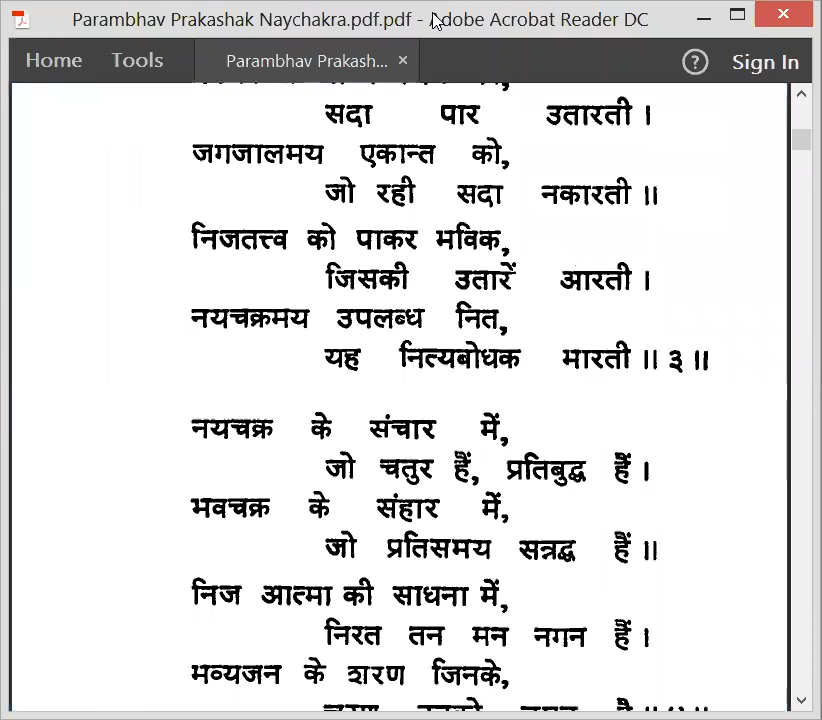 Parambhav Prakashak Naychakra.pdf.pdf - Adobe Acrobat Reader DC
Home Tools Parambhav Prakash... × ? Sign In
सदा पार उतारती ।
जगजालमय एकान्त को,
जो रही सदा नकारती ॥
निजतत्त्व को पाकर भविक,
जिसकी उतारें आरती ।
नयचक्रमय उपलब्ध नित,
यह नित्यबोधक भारती ॥ ३ ॥
नयचक्र के संचार में,
जो चतुर हैं, प्रतिबुद्ध हैं ।
भवचक्र के संहार में,
जो प्रतिसमय सन्नद्ध हैं ॥
निज आत्मा की साधना में,
निरत तन मन नगन हैं ।
भव्यजन के शरण जिनके,